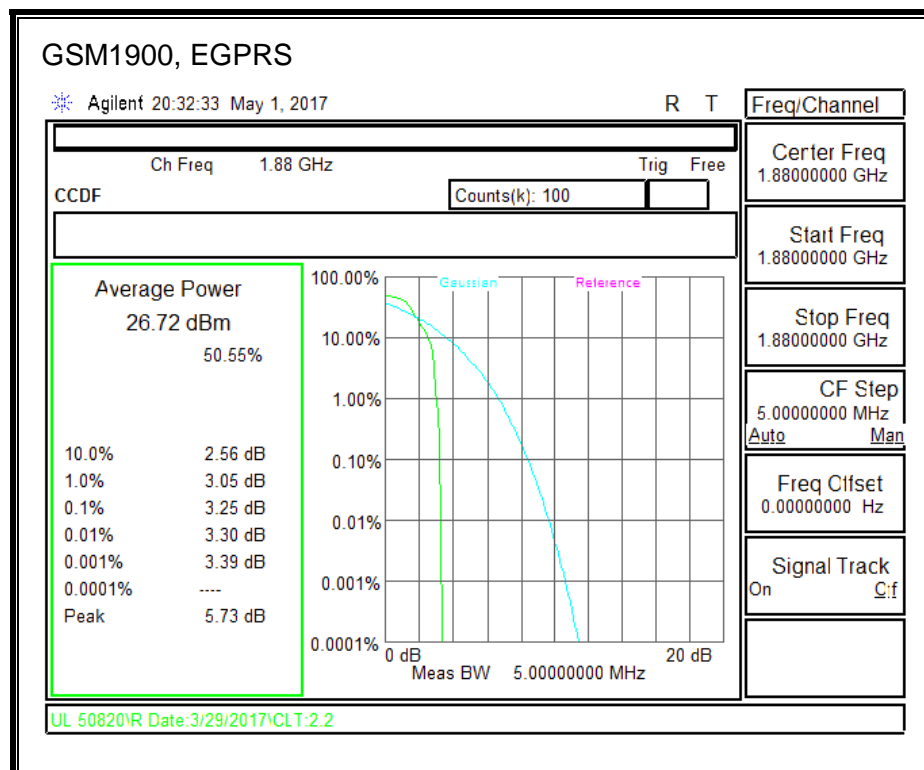 GSM1900, EGPRS
Agilent 20:32:33 May 1, 2017 R T
Freq/Channel
Ch Freq 1.88 GHz Trig Free
CCDF Counts(k): 100
Average Power
26.72 dBm
50.55%
10.0% 2.56 dB
1.0% 3.05 dB
0.1% 3.25 dB
0.01% 3.30 dB
0.001% 3.39 dB
0.0001% ----
Peak 5.73 dB
Gaussian Reference
100.00%
10.00%
1.00%
0.10%
0.01%
0.001%
0.0001%
0 dB 20 dB
Meas BW 5.00000000 MHz
Center Freq
1.88000000 GHz
Start Freq
1.88000000 GHz
Stop Freq
1.88000000 GHz
CF Step
5.00000000 MHz
Auto Man
Freq Offset
0.00000000 Hz
Signal Track
On Off
UL 50820\R Date:3/29/2017\CLT:2.2